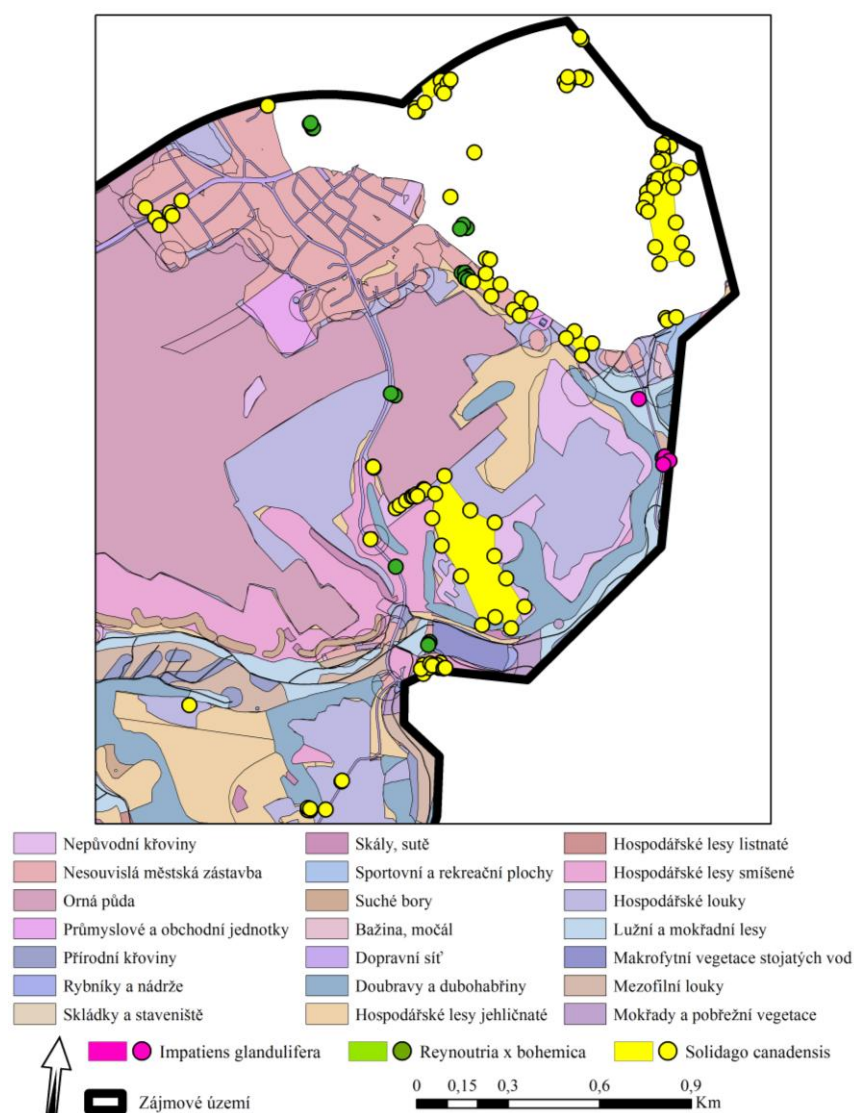 Nepůvodní křoviny Skály, sutě Hospodářské lesy listnaté
Nesouvislá městská zástavba Sportovní a rekreační plochy Hospodářské lesy smíšené
Orná půda Suché bory Hospodářské louky
Průmyslové a obchodní jednotky Bažina, močál Lužní a mokřadní lesy
Přírodní křoviny Dopravní síť Makrofytní vegetace stojatých vod
Rybníky a nádrže Doubravy a dubohabřiny Mezofilní louky
Skládky a staveniště Hospodářské lesy jehličnaté Mokřady a pobřežní vegetace
Impatiens glandulifera Reynoutria x bohemica Solidago canadensis
Zájmové území
0 0,15 0,3 0,6 0,9
Km